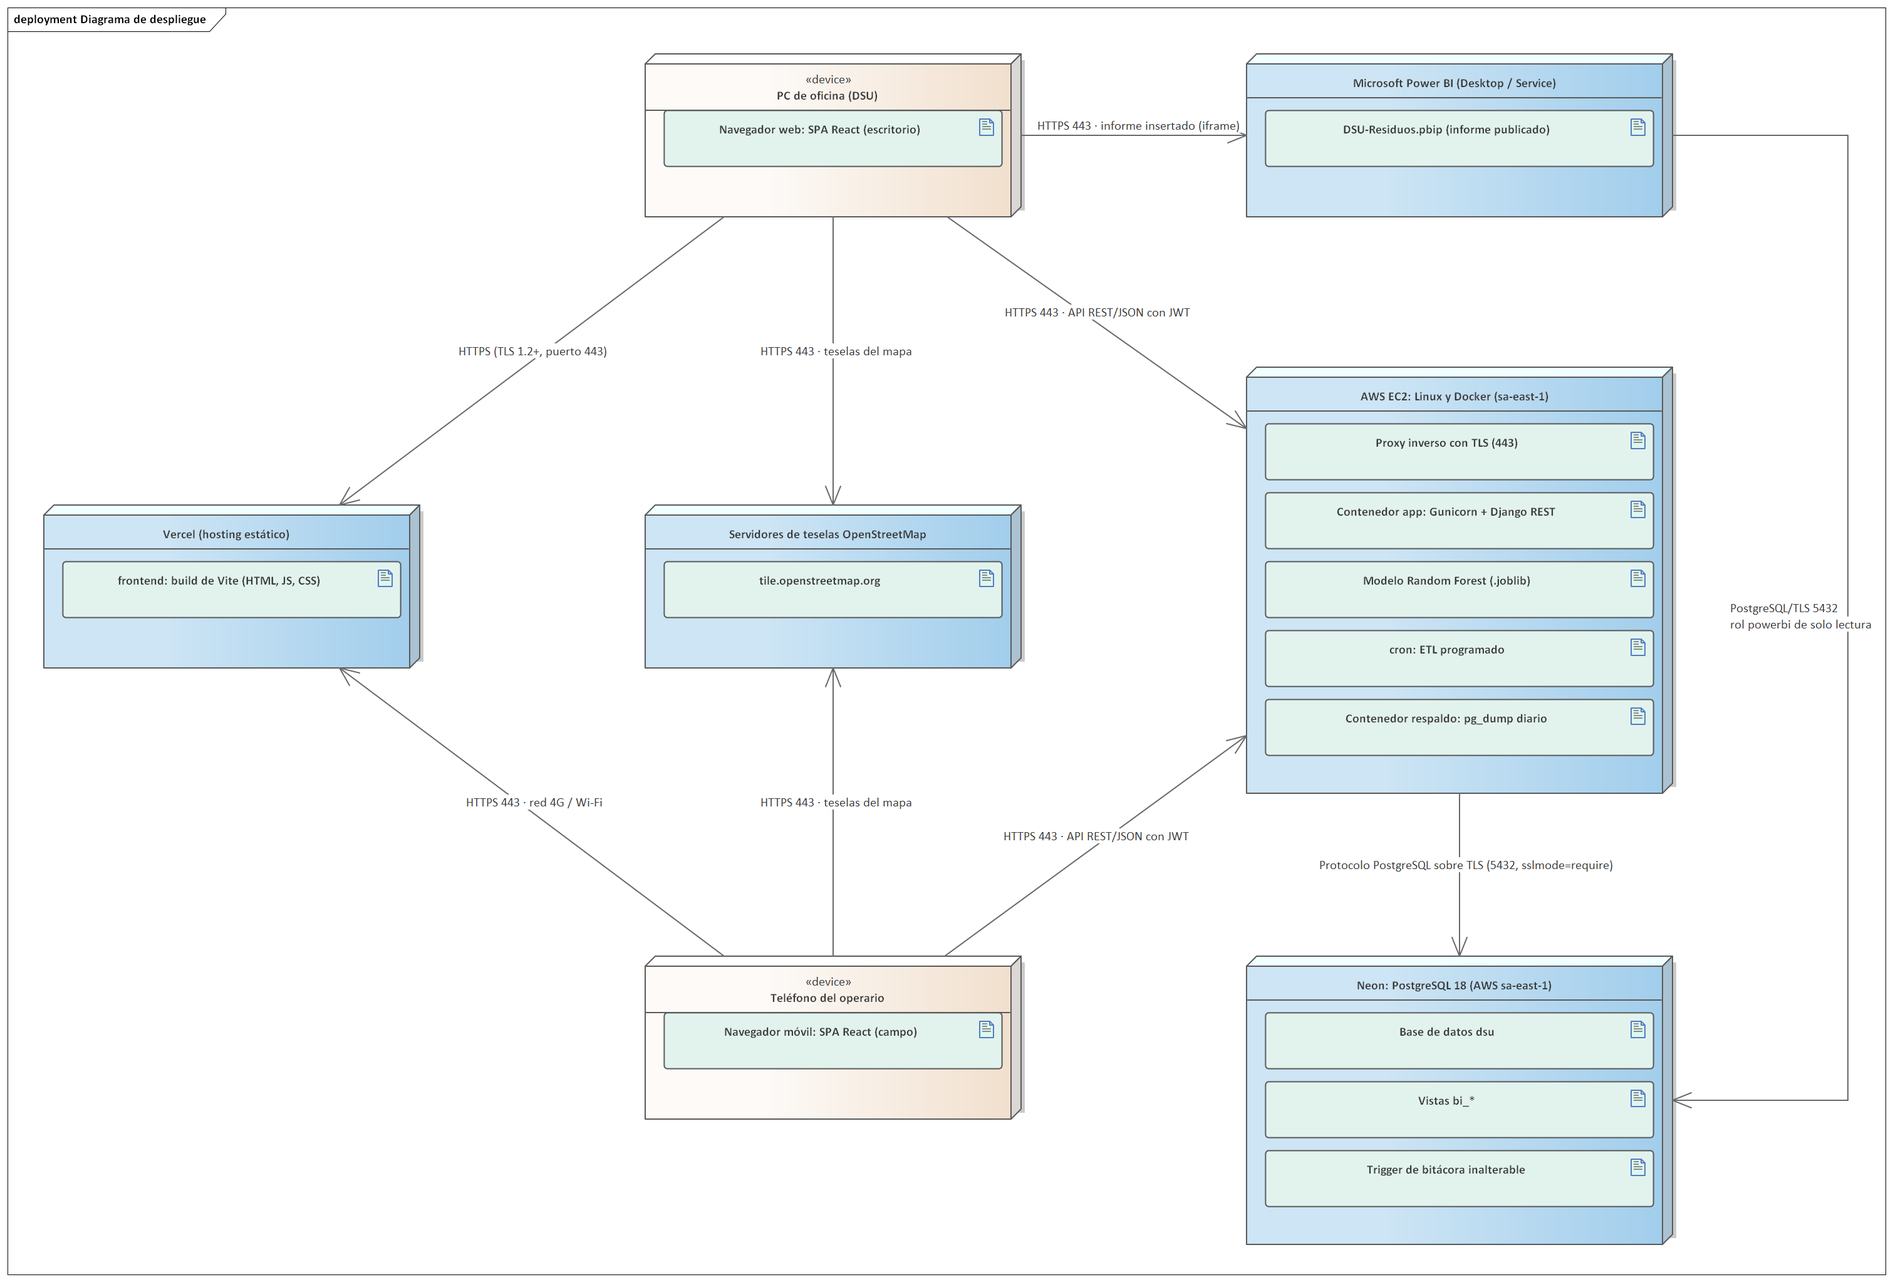 deployment Diagrama de despliegue
«device»
PC de oficina (DSU)
Navegador web: SPA React (escritorio)
HTTPS 443 · informe insertado (iframe)
Microsoft Power BI (Desktop / Service)
DSU-Residuos.pbip (informe publicado)
HTTPS (TLS 1.2+, puerto 443)
HTTPS 443 · teselas del mapa
HTTPS 443 · API REST/JSON con JWT
AWS EC2: Linux y Docker (sa-east-1)
Proxy inverso con TLS (443)
Contenedor app: Gunicorn + Django REST
Modelo Random Forest (.joblib)
cron: ETL programado
Contenedor respaldo: pg_dump diario
Vercel (hosting estático)
frontend: build de Vite (HTML, JS, CSS)
Servidores de teselas OpenStreetMap
tile.openstreetmap.org
PostgreSQL/TLS 5432
rol powerbi de solo lectura
HTTPS 443 · red 4G / Wi-Fi
HTTPS 443 · teselas del mapa
HTTPS 443 · API REST/JSON con JWT
Protocolo PostgreSQL sobre TLS (5432, sslmode=require)
«device»
Teléfono del operario
Navegador móvil: SPA React (campo)
Neon: PostgreSQL 18 (AWS sa-east-1)
Base de datos dsu
Vistas bi_*
Trigger de bitácora inalterable